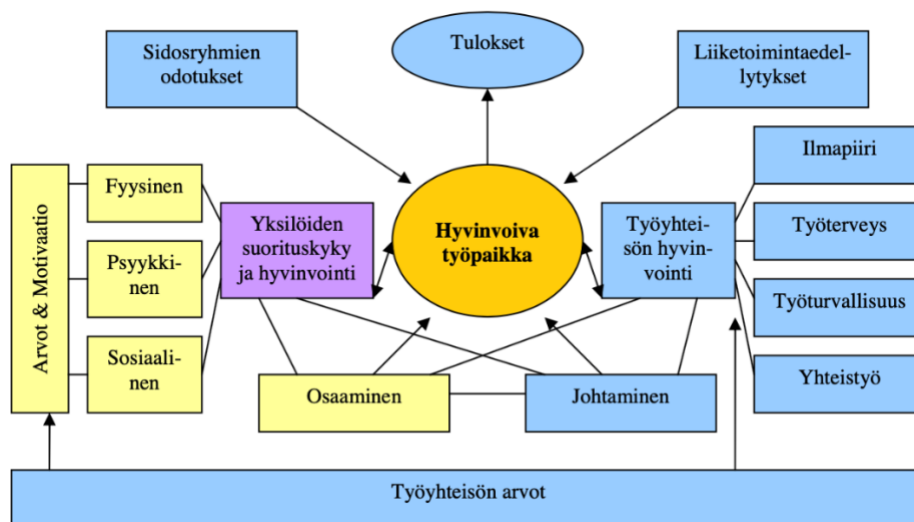 Sidosryhmien
odotukset
Tulokset
Liiketoimintaedel-
lytykset
Arvot & Motivaatio
Fyysinen
Psyykki-
nen
Sosiaali-
nen
Yksilöiden
suorituskyky
ja hyvinvointi
Hyvinvoiva
työpaikka
Työyhtei-
sön hyvin-
vointi
Ilmapiiri
Työterveys
Työturvallisuus
Yhteistyö
Osaaminen
Johtaminen
Työyhteisön arvot